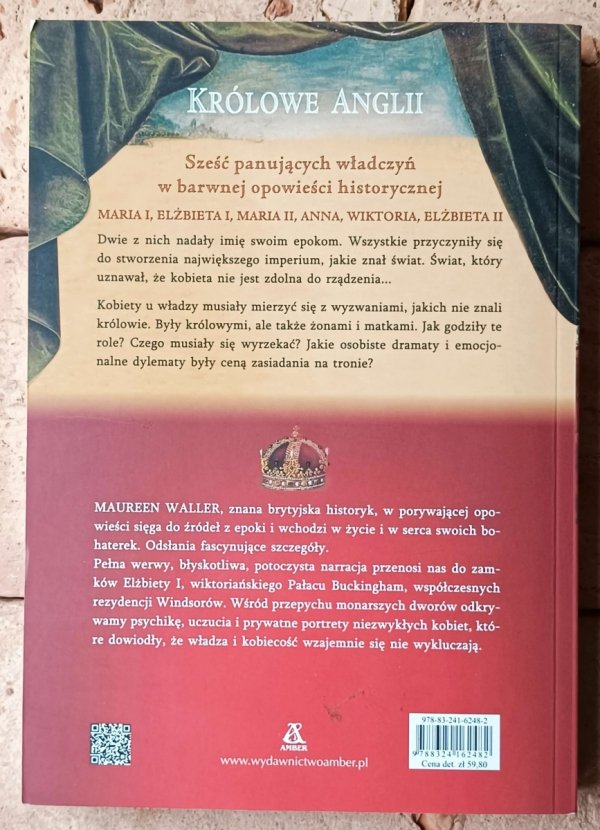 KRÓLOWE ANGLII
Sześć panujących władczyń
w barwnej opowieści historycznej
MARIA I, ELŻBIETA I, MARIA II, ANNA, WIKTORIA, ELŻBIETA II
Dwie z nich nadały imię swoim epokom. Wszystkie przyczyniły się
do stworzenia największego imperium, jakie znał świat. Świat, który
uznawał, że kobieta nie jest zdolna do rządzenia...
Kobiety u władzy musiały mierzyć się z wyzwaniami, jakich nie znali
królowie. Były królowymi, ale także żonami i matkami. Jak godziły te
role? Czego musiały się wyrzekać? Jakie osobiste dramaty i emocjo-
nalne dylematy były ceną zasiadania na tronie?
MAUREEN WALLER, znana brytyjska historyk, w porywającej opo-
wieści sięga do źródeł z epoki i wchodzi w życie i w serca swoich bo-
haterek. Odsłania fascynujące szczegóły.
Pełna werwy, błyskotliwa, potoczysta narracja przenosi nas do zam-
ków Elżbiety I, wiktoriańskiego Pałacu Buckingham, współczesnych
rezydencji Windsorów. Wśród przepychu monarszych dworów odkry-
wamy psychikę, uczucia i prywatne portrety niezwykłych kobiet, któ-
re dowiodły, że władza i kobiecość wzajemnie się nie wykluczają.
AMBER
www.wydawnictwoamber.pl
978-83-241-6248-2
9788324162482
Cena det. zł 59,80